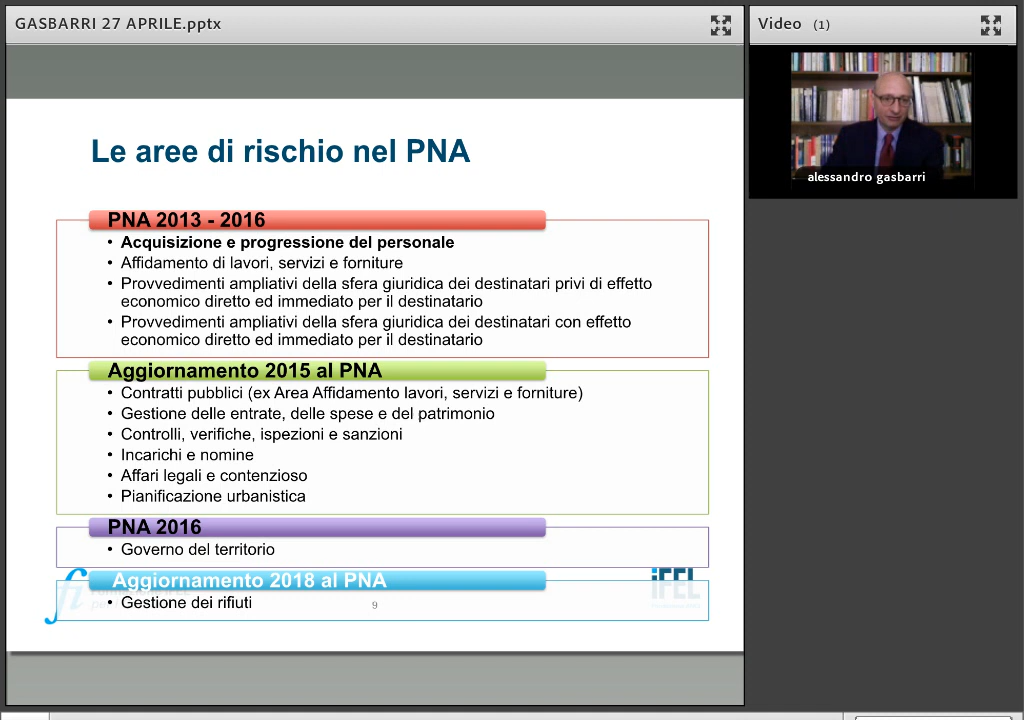 GASBARRI 27 APRILE.pptx
Video (1)
alessandro gasbarri
Le aree di rischio nel PNA
PNA 2013 - 2016
• Acquisizione e progressione del personale
• Affidamento di lavori, servizi e forniture
• Provvedimenti ampliativi della sfera giuridica dei destinatari privi di effetto
economico diretto ed immediato per il destinatario
• Provvedimenti ampliativi della sfera giuridica dei destinatari con effetto
economico diretto ed immediato per il destinatario
Aggiornamento 2015 al PNA
• Contratti pubblici (ex Area Affidamento lavori, servizi e forniture)
• Gestione delle entrate, delle spese e del patrimonio
• Controlli, verifiche, ispezioni e sanzioni
• Incarichi e nomine
• Affari legali e contenzioso
• Pianificazione urbanistica
PNA 2016
• Governo del territorio
Aggiornamento 2018 al PNA
• Gestione dei rifiuti
9
fi
iFEL